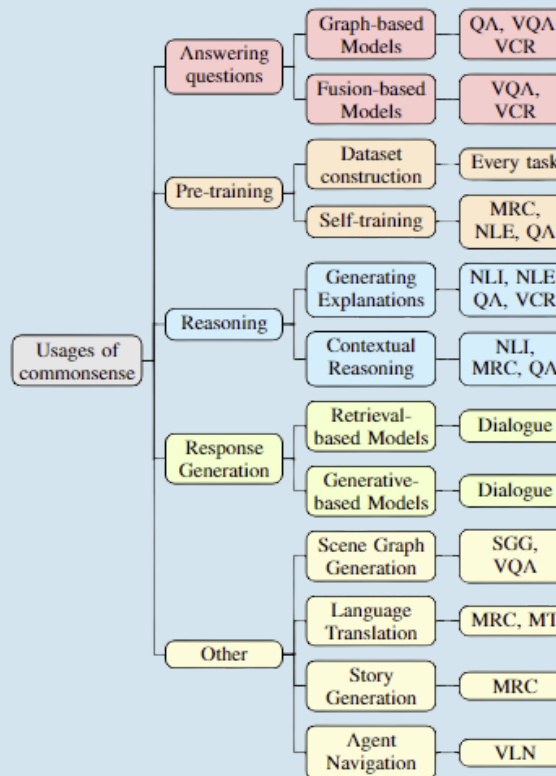 Usages of
commonsense
Answering
questions
Graph-based
Models
QA, VQA,
VCR
Fusion-based
Models
VQA,
VCR
Pre-training
Dataset
construction
Every task
Self-training
MRC,
NLE, QA
Reasoning
Generating
Explanations
NLI, NLE,
QA, VCR
Contextual
Reasoning
NLI,
MRC, QA
Response
Generation
Retrieval-
based Models
Dialogue
Generative-
based Models
Dialogue
Other
Scene Graph
Generation
SGG,
VQA
Language
Translation
MRC, MT
Story
Generation
MRC
Agent
Navigation
VLN